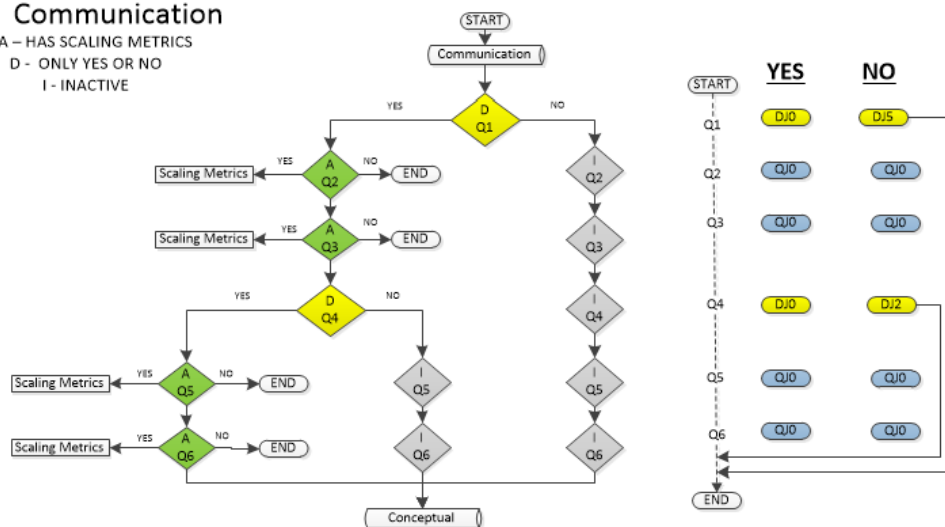 Communication
A – HAS SCALING METRICS
D - ONLY YES OR NO
I - INACTIVE
START
Communication
YES
D
Q1
NO
Scaling Metrics
YES
A
Q2
NO
END
I
Q2
Scaling Metrics
YES
A
Q3
NO
END
I
Q3
YES
D
Q4
NO
I
Q4
Scaling Metrics
YES
A
Q5
NO
END
I
Q5
I
Q5
Scaling Metrics
YES
A
Q6
NO
END
I
Q6
I
Q6
Conceptual
YES NO
START
Q1 DJ0 DJ5
Q2 QJ0 QJ0
Q3 QJ0 QJ0
Q4 DJ0 DJ2
Q5 QJ0 QJ0
Q6 QJ0 QJ0
END